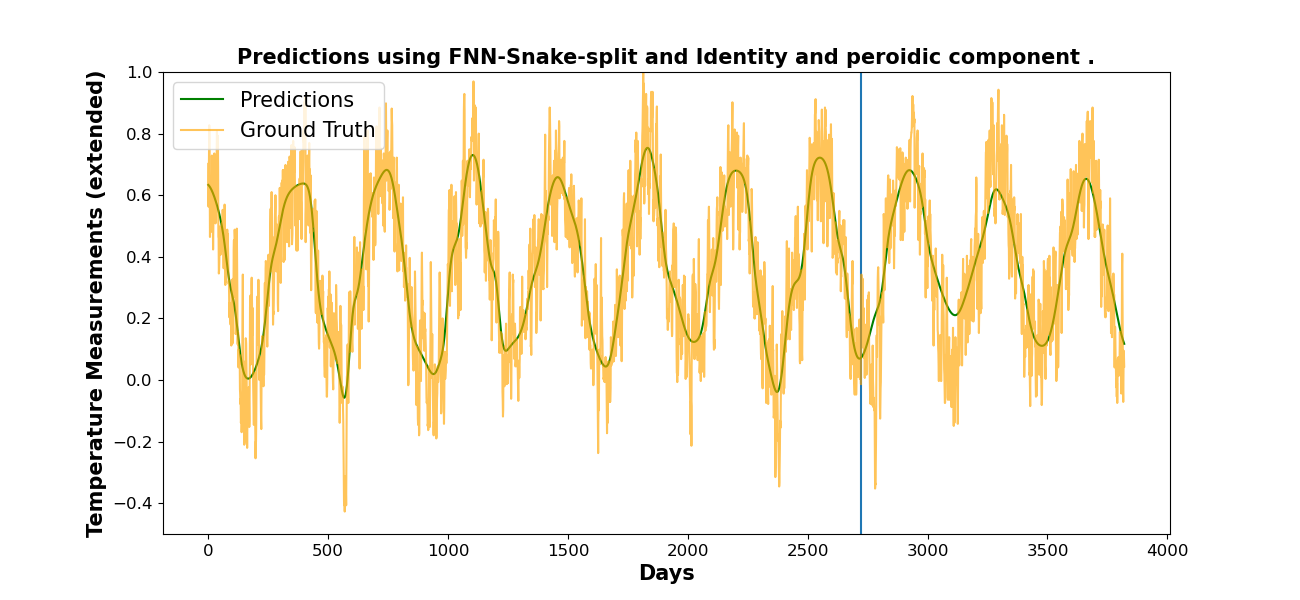 Predictions using FNN-Snake-split and Identity and peroidic component .
Predictions
Ground Truth
Temperature Measurements (extended)
1.0
0.8
0.6
0.4
0.2
0.0
−0.2
−0.4
0 500 1000 1500 2000 2500 3000 3500 4000
Days